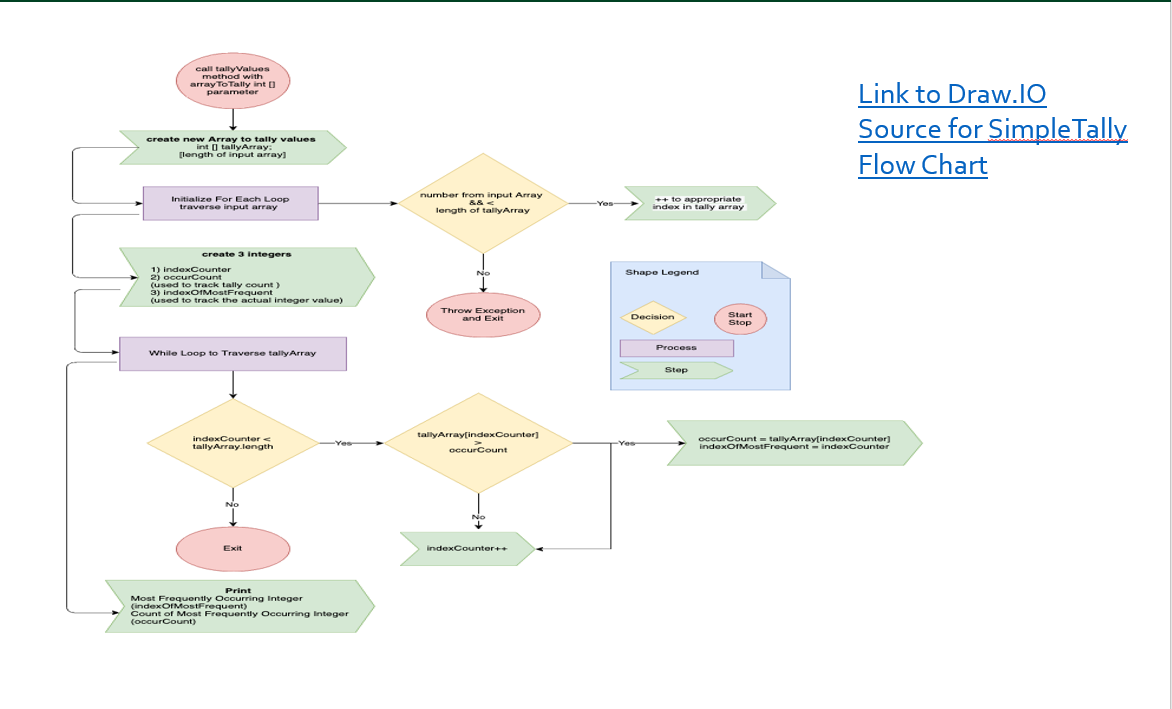 call tallyValues
method with
arrayToTally int []
parameter
Link to Draw.IO
Source for SimpleTally
Flow Chart
create new Array to tally values
int [] tallyArray;
[length of input array]
Initialize For Each Loop
traverse input array
number from input Array
&& <
length of tallyArray
Yes
++ to appropriate
index in tally array
No
Throw Exception
and Exit
create 3 integers
1) indexCounter
2) occurCount
(used to track tally count )
3) indexOfMostFrequent
(used to track the actual integer value)
Shape Legend
Decision
Start
Stop
Process
Step
While Loop to Traverse tallyArray
indexCounter <
tallyArray.length
Yes
tallyArray[indexCounter]
>
occurCount
Yes
occurCount = tallyArray[indexCounter]
indexOfMostFrequent = indexCounter
No
Exit
No
indexCounter++
Print
Most Frequently Occurring Integer
(indexOfMostFrequent)
Count of Most Frequently Occurring Integer
(occurCount)